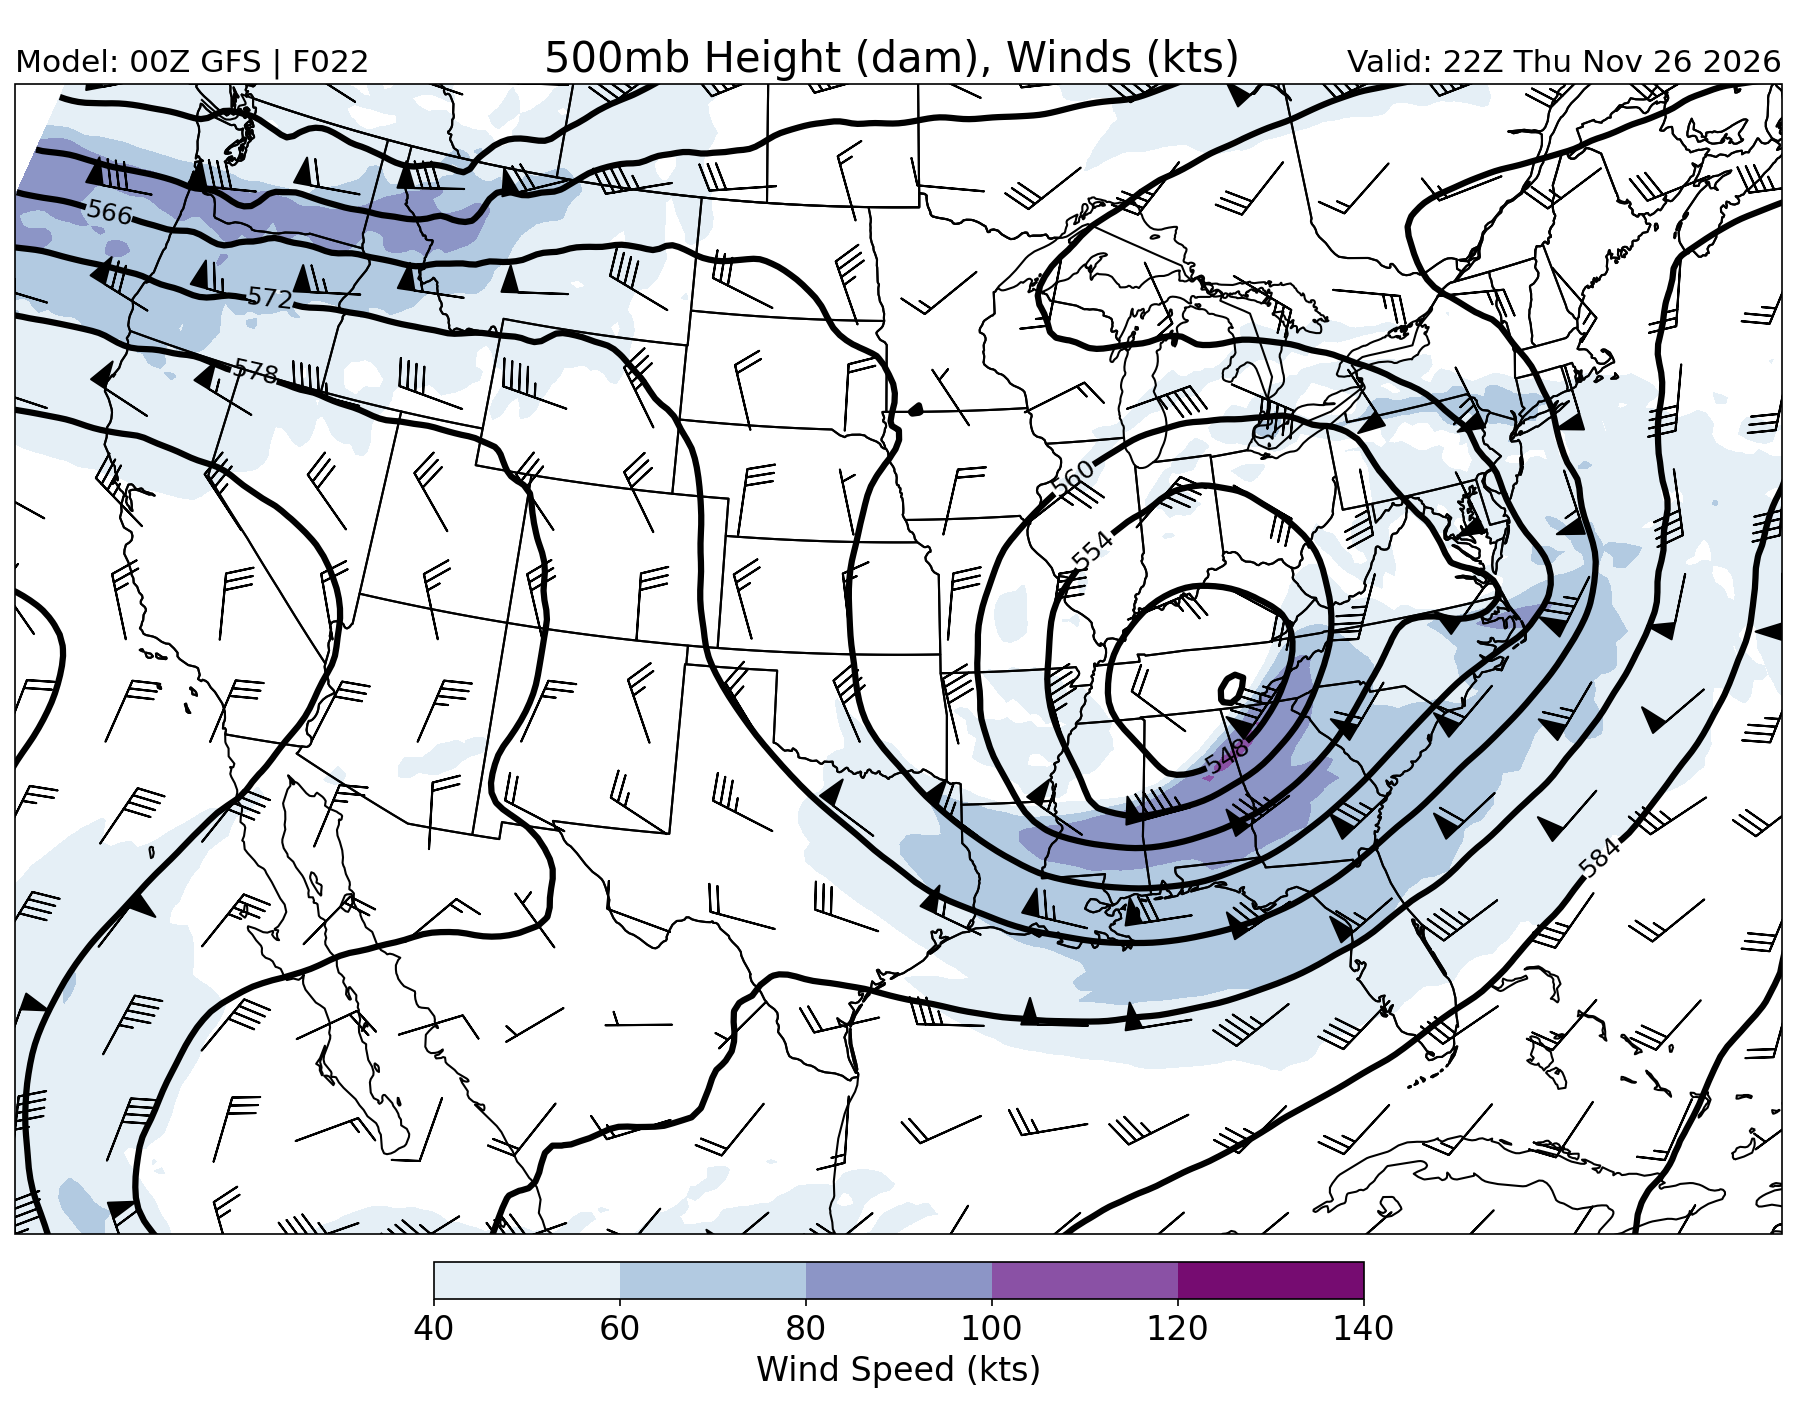 Model: 00Z GFS | F022
500mb Height (dam), Winds (kts)
Valid: 22Z Thu Nov 26 2026
566
572
578
560
554
548
584
40 60 80 100 120 140
Wind Speed (kts)